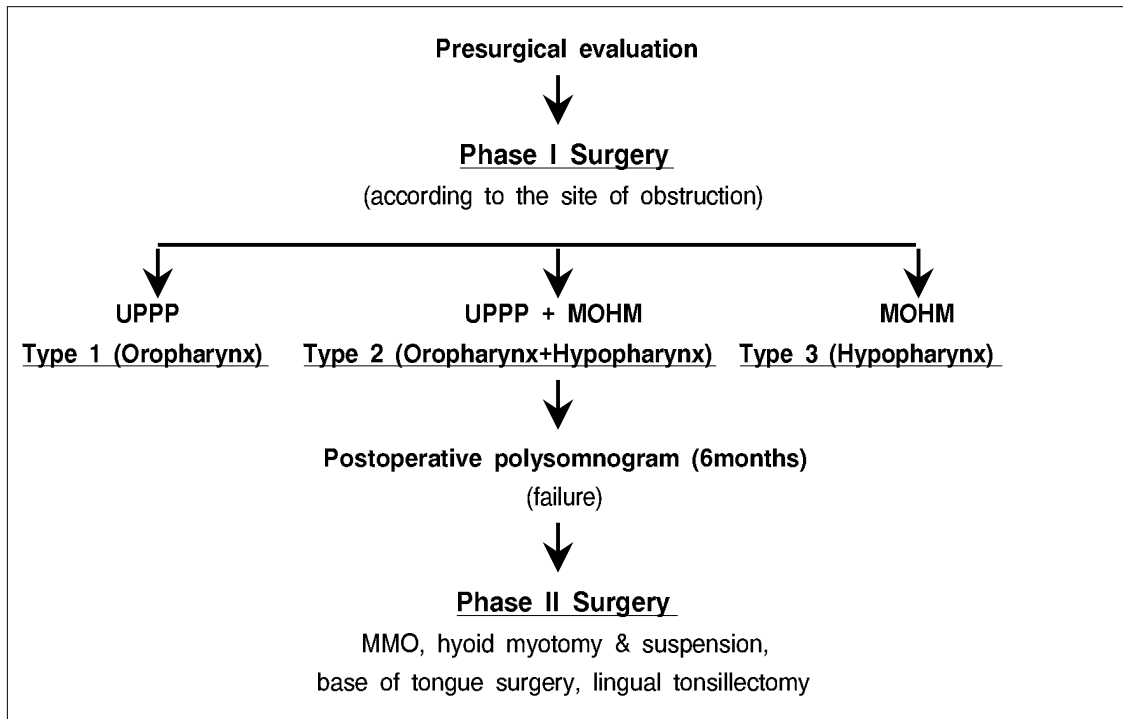 Presurgical evaluation
Phase I Surgery
(according to the site of obstruction)
UPPP
UPPP + MOHM
MOHM
Type 1 (Oropharynx)
Type 2 (Oropharynx+Hypopharynx)
Type 3 (Hypopharynx)
Postoperative polysomnogram (6months)
(failure)
Phase II Surgery
MMO, hyoid myotomy & suspension,
base of tongue surgery, lingual tonsillectomy